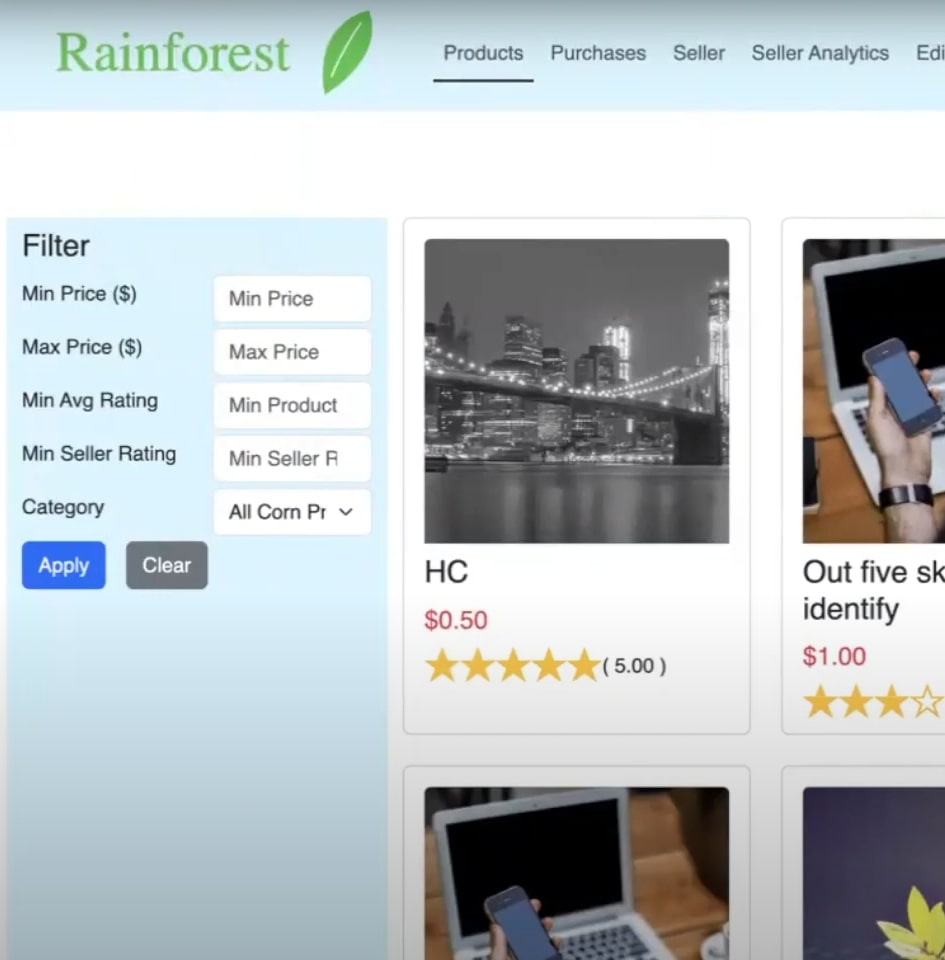 Rainforest
Products Purchases Seller Seller Analytics Edi
Filter
Min Price ($) Min Price
Max Price ($) Max Price
Min Avg Rating Min Product
Min Seller Rating Min Seller R
Category All Corn Pr
Apply Clear
HC
$0.50
( 5.00 )
Out five sk
identify
$1.00